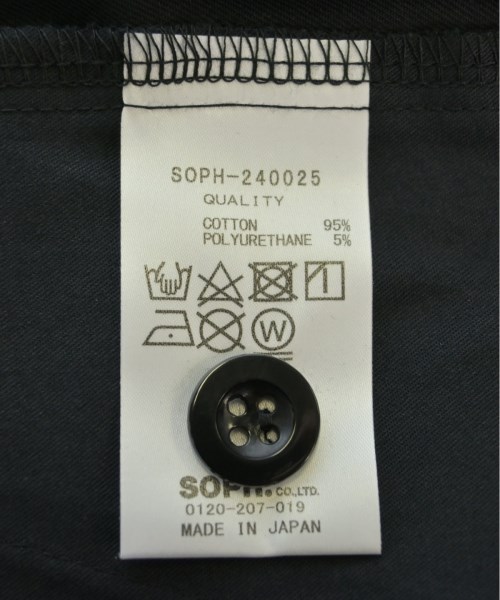 SOPH-240025
QUALITY
COTTON 95%
POLYURETHANE 5%
W
SOPH. CO.,LTD.
0120-207-019
MADE IN JAPAN